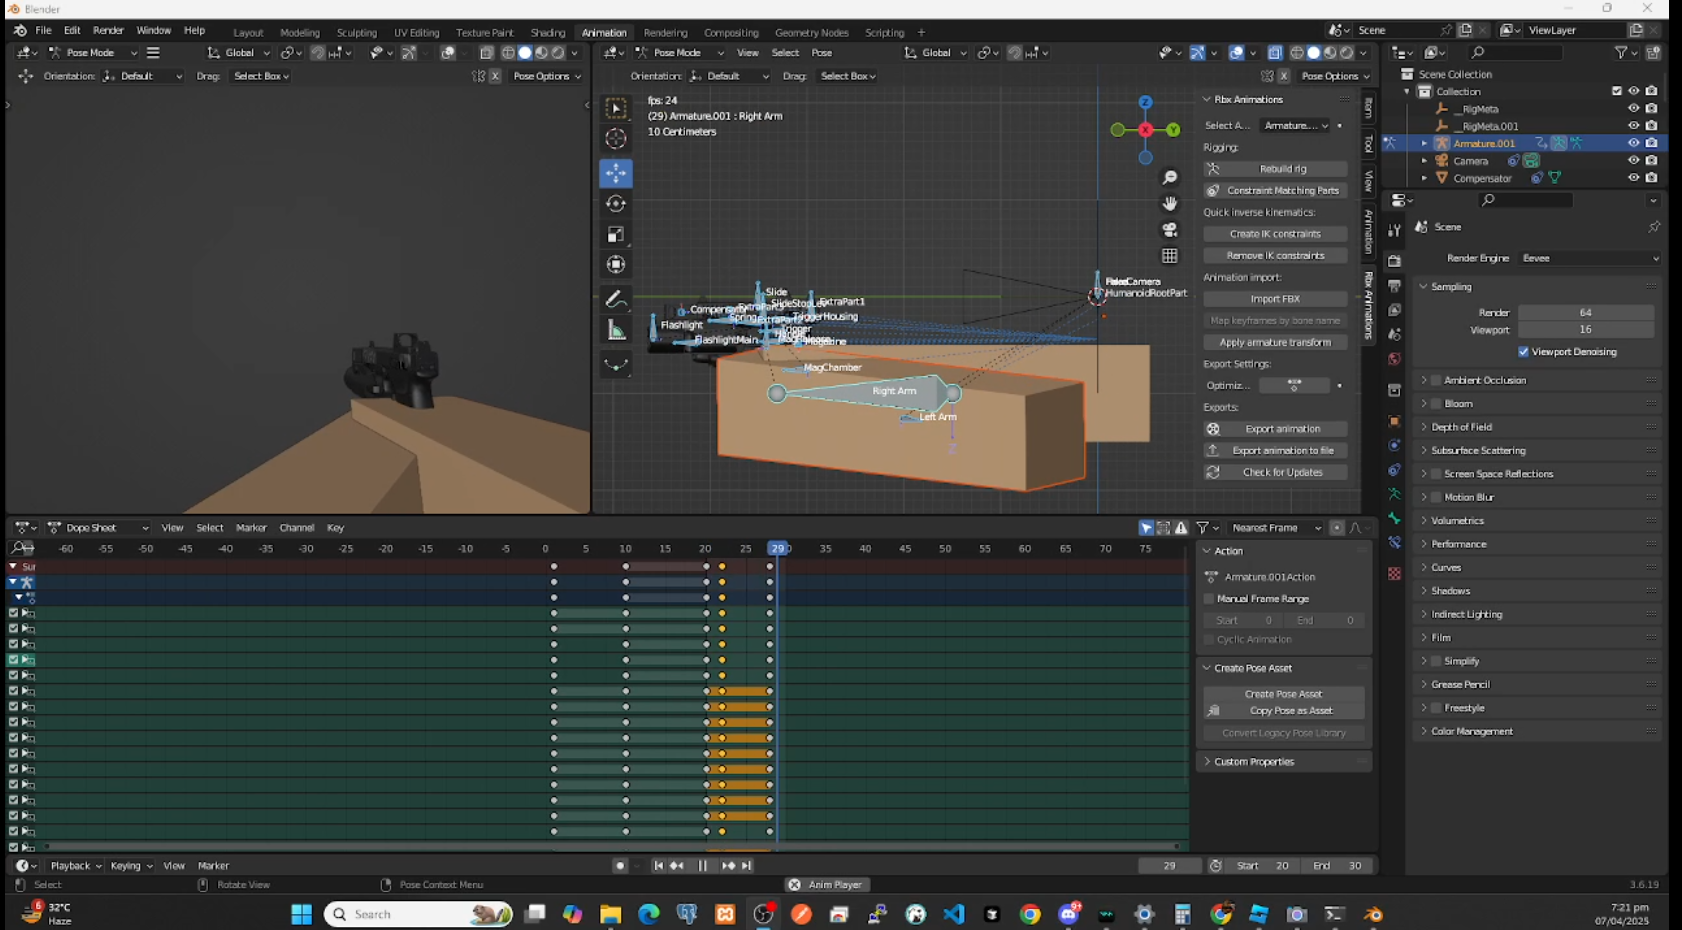 Blender
File Edit Render Window Help
Layout Modeling Sculpting UV Editing Texture Paint Shading Animation Rendering Compositing Geometry Nodes Scripting +
Scene
ViewLayer
Pose Mode
Global
Pose Mode View Select Pose
Global
Orientation: Default Drag: Select Box
X Pose Options
Orientation: Default Drag: Select Box
X Pose Options
fps: 24
(29) Armature.001 : Right Arm
10 Centimeters
Z
X
Y
Slide
ExtraPart1
TriggerHousing
Spring
Trigger
Flashlight
FlashlightMain
MagChamber
Right Arm
Left Arm
HumanoidRootPart
Rbx Animations
Select A... Armature....
Rigging:
Rebuild rig
Constraint Matching Parts
Quick inverse kinematics:
Create IK constraints
Remove IK constraints
Animation import:
Import FBX
Map keyframes by bone name
Apply armature transform
Export Settings:
Optimiz...
Exports:
Export animation
Export animation to file
Check for Updates
Item
Tool
View
Animation
Rbx Animations
Scene Collection
Collection
__RigMeta
__RigMeta.001
Armature.001
Camera
Compensator
Scene
Render Engine Eevee
Sampling
Render 64
Viewport 16
Viewport Denoising
Ambient Occlusion
Bloom
Depth of Field
Subsurface Scattering
Screen Space Reflections
Motion Blur
Volumetrics
Performance
Curves
Shadows
Indirect Lighting
Film
Simplify
Grease Pencil
Freestyle
Color Management
Dope Sheet View Select Marker Channel Key
Nearest Frame
-60 -55 -50 -45 -40 -35 -30 -25 -20 -15 -10 -5 0 5 10 15 20 25 29 35 40 45 50 55 60 65 70 75
Sur
Action
Armature.001Action
Manual Frame Range
Start 0 End 0
Cyclic Animation
Create Pose Asset
Create Pose Asset
Copy Pose as Asset
Convert Legacy Pose Library
Custom Properties
Playback Keying View Marker
29 Start 20 End 30
Select Rotate View Pose Context Menu Anim Player 3.6.19
6
32°C
Haze
Search
9+
7:21 pm
07/04/2025